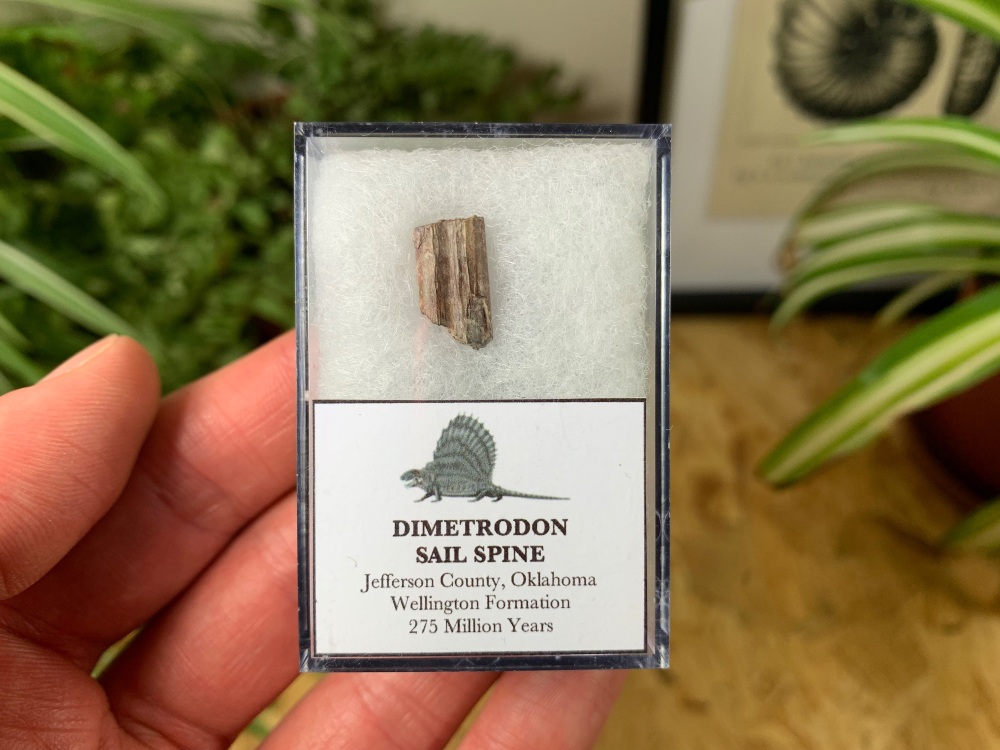 DIMETRODON
SAIL SPINE
Jefferson County, Oklahoma
Wellington Formation
275 Million Years